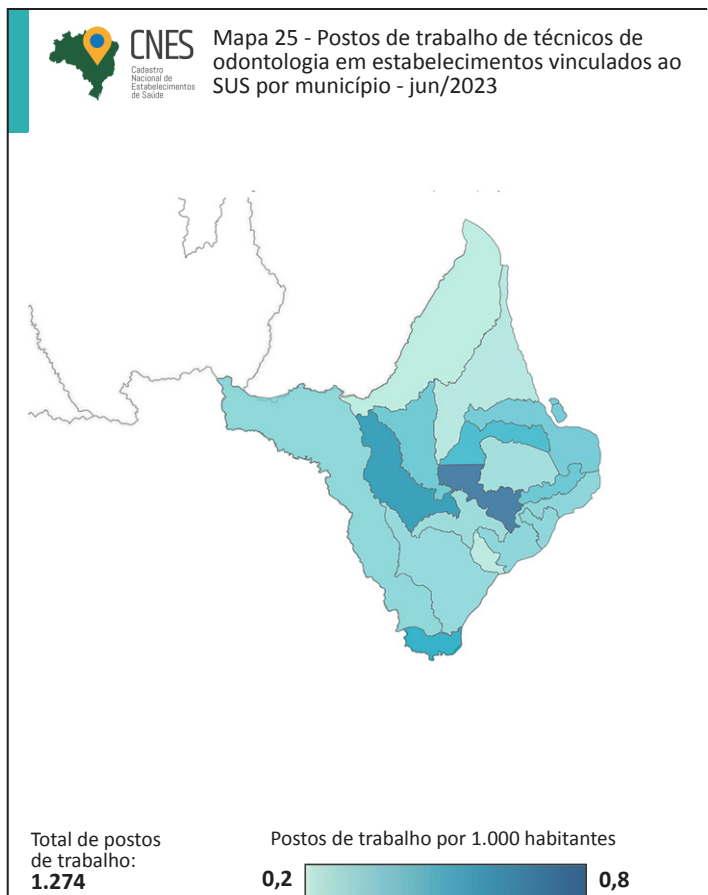 CNES
Cadastro
Nacional de
Estabelecimentos
de Saúde
Mapa 25 - Postos de trabalho de técnicos de
odontologia em estabelecimentos vinculados ao
SUS por município - jun/2023
Total de postos
de trabalho:
1.274
Postos de trabalho por 1.000 habitantes
0,2
0,8